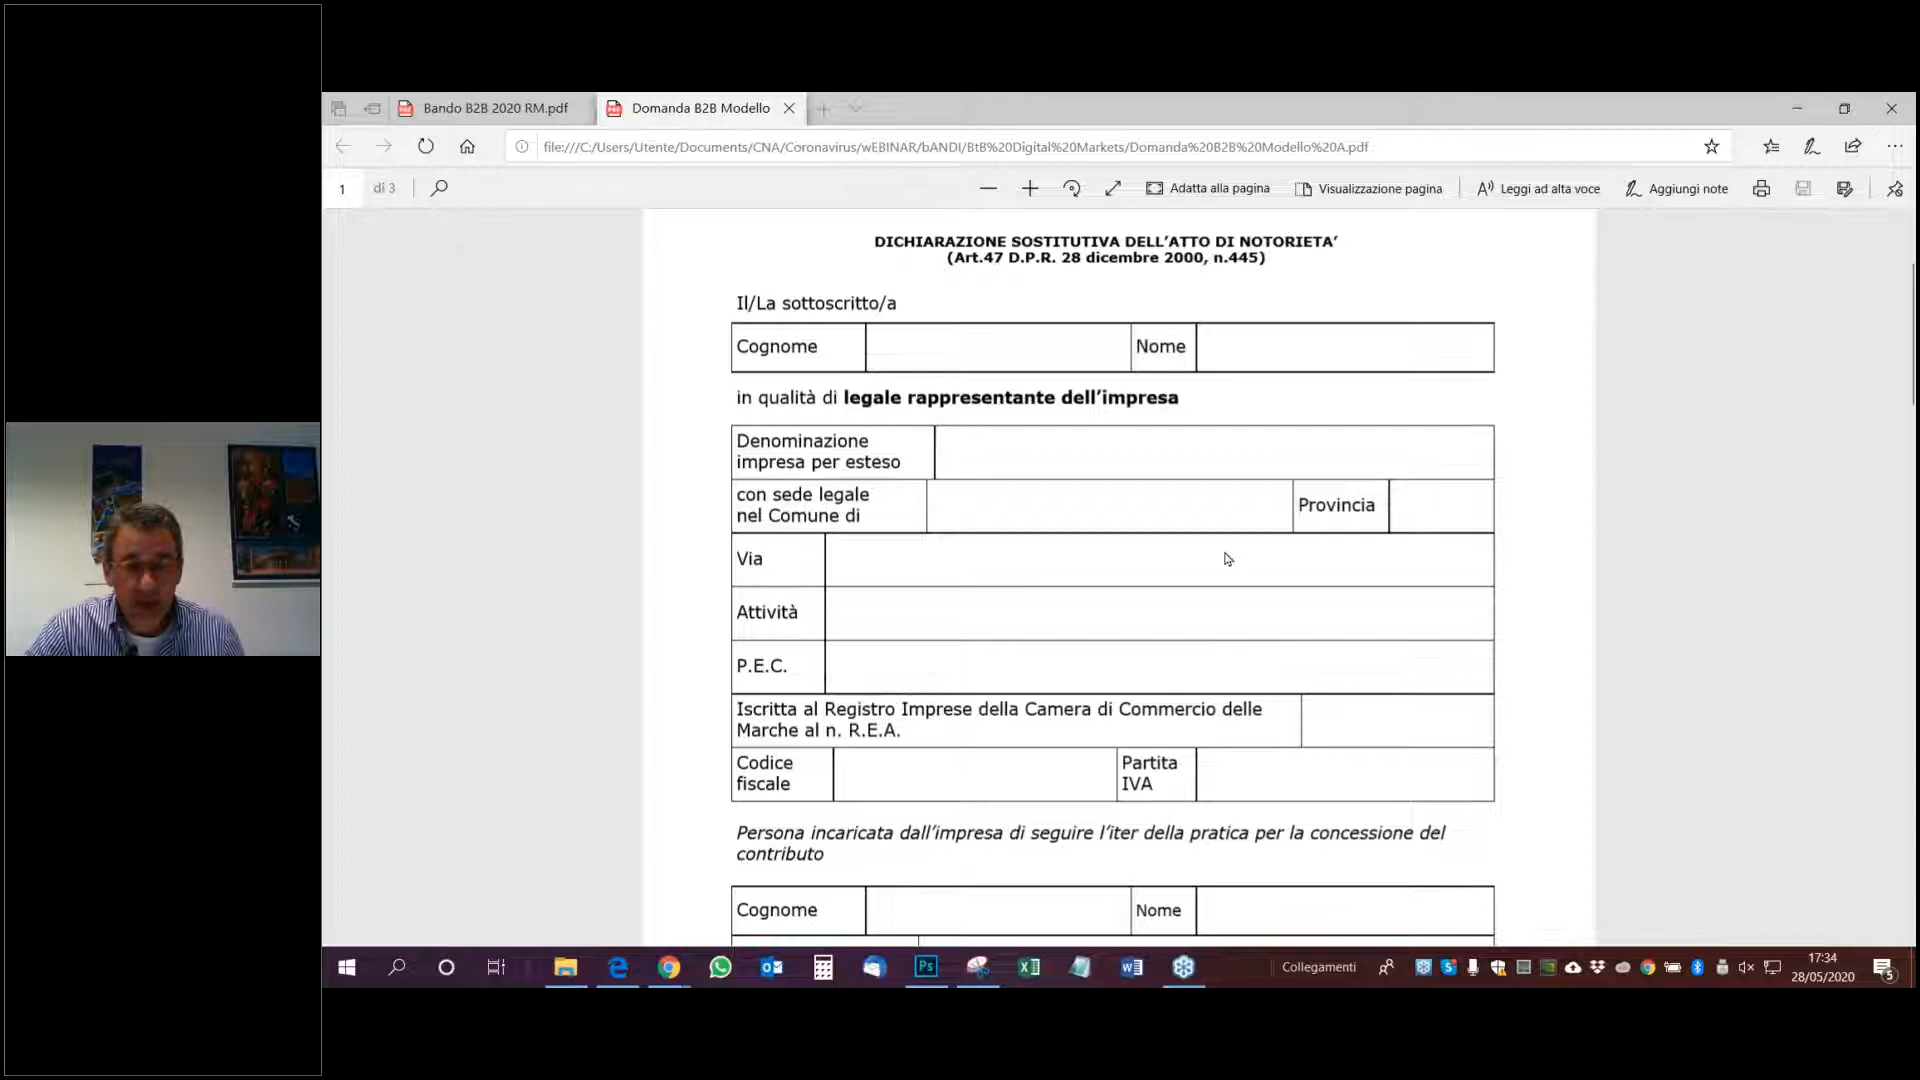 Bando B2B 2020 RM.pdf
Domanda B2B Modello
file:///C:/Users/Utente/Documents/CNA/Coronavirus/wEBINAR/bANDI/BtB%20Digital%20Markets/Domanda%20B2B%20Modello%20A.pdf
1 di 3
Adatta alla pagina
Visualizzazione pagina
Leggi ad alta voce
Aggiungi note
DICHIARAZIONE SOSTITUTIVA DELL’ATTO DI NOTORIETA’
(Art.47 D.P.R. 28 dicembre 2000, n.445)
Il/La sottoscritto/a
Cognome Nome
in qualità di legale rappresentante dell’impresa
Denominazione
impresa per esteso
con sede legale
nel Comune di
Provincia
Via
Attività
P.E.C.
Iscritta al Registro Imprese della Camera di Commercio delle
Marche al n. R.E.A.
Codice
fiscale
Partita
IVA
Persona incaricata dall’impresa di seguire l’iter della pratica per la concessione del
contributo
Cognome Nome
Ps
Collegamenti
17:34
28/05/2020
5